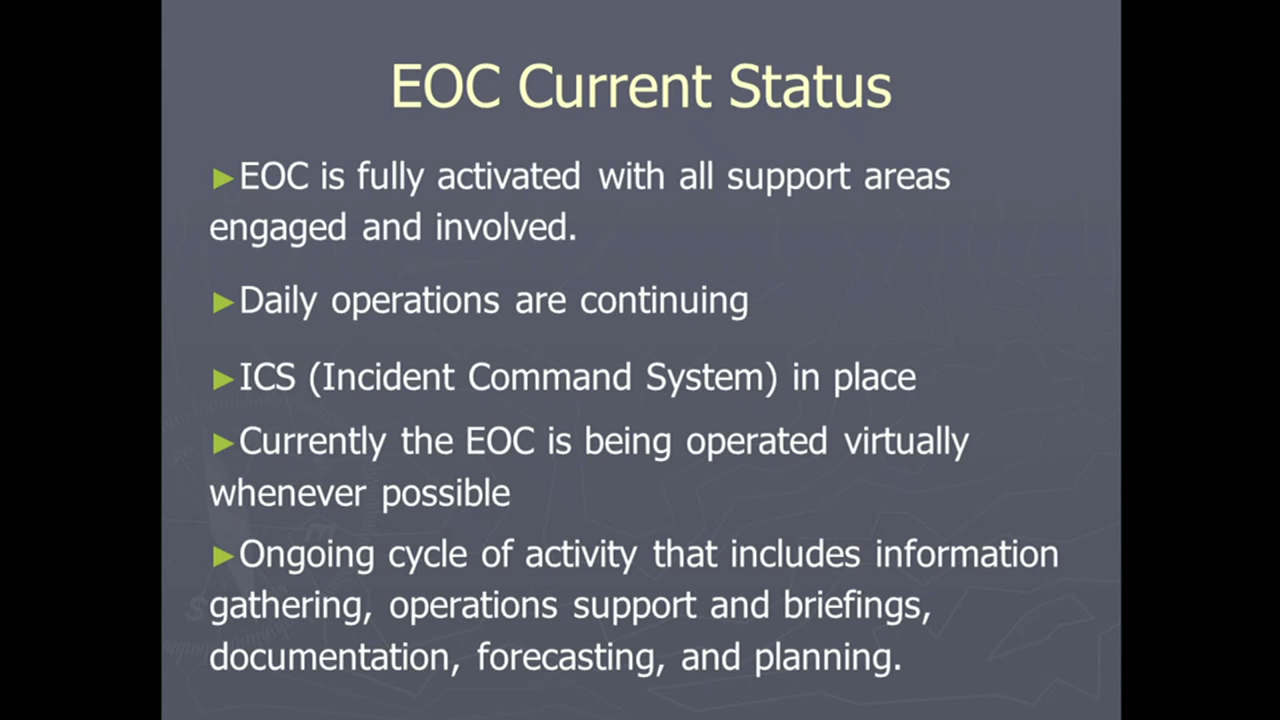 EOC Current Status
►EOC is fully activated with all support areas
engaged and involved.
►Daily operations are continuing
►ICS (Incident Command System) in place
►Currently the EOC is being operated virtually
whenever possible
►Ongoing cycle of activity that includes information
gathering, operations support and briefings,
documentation, forecasting, and planning.